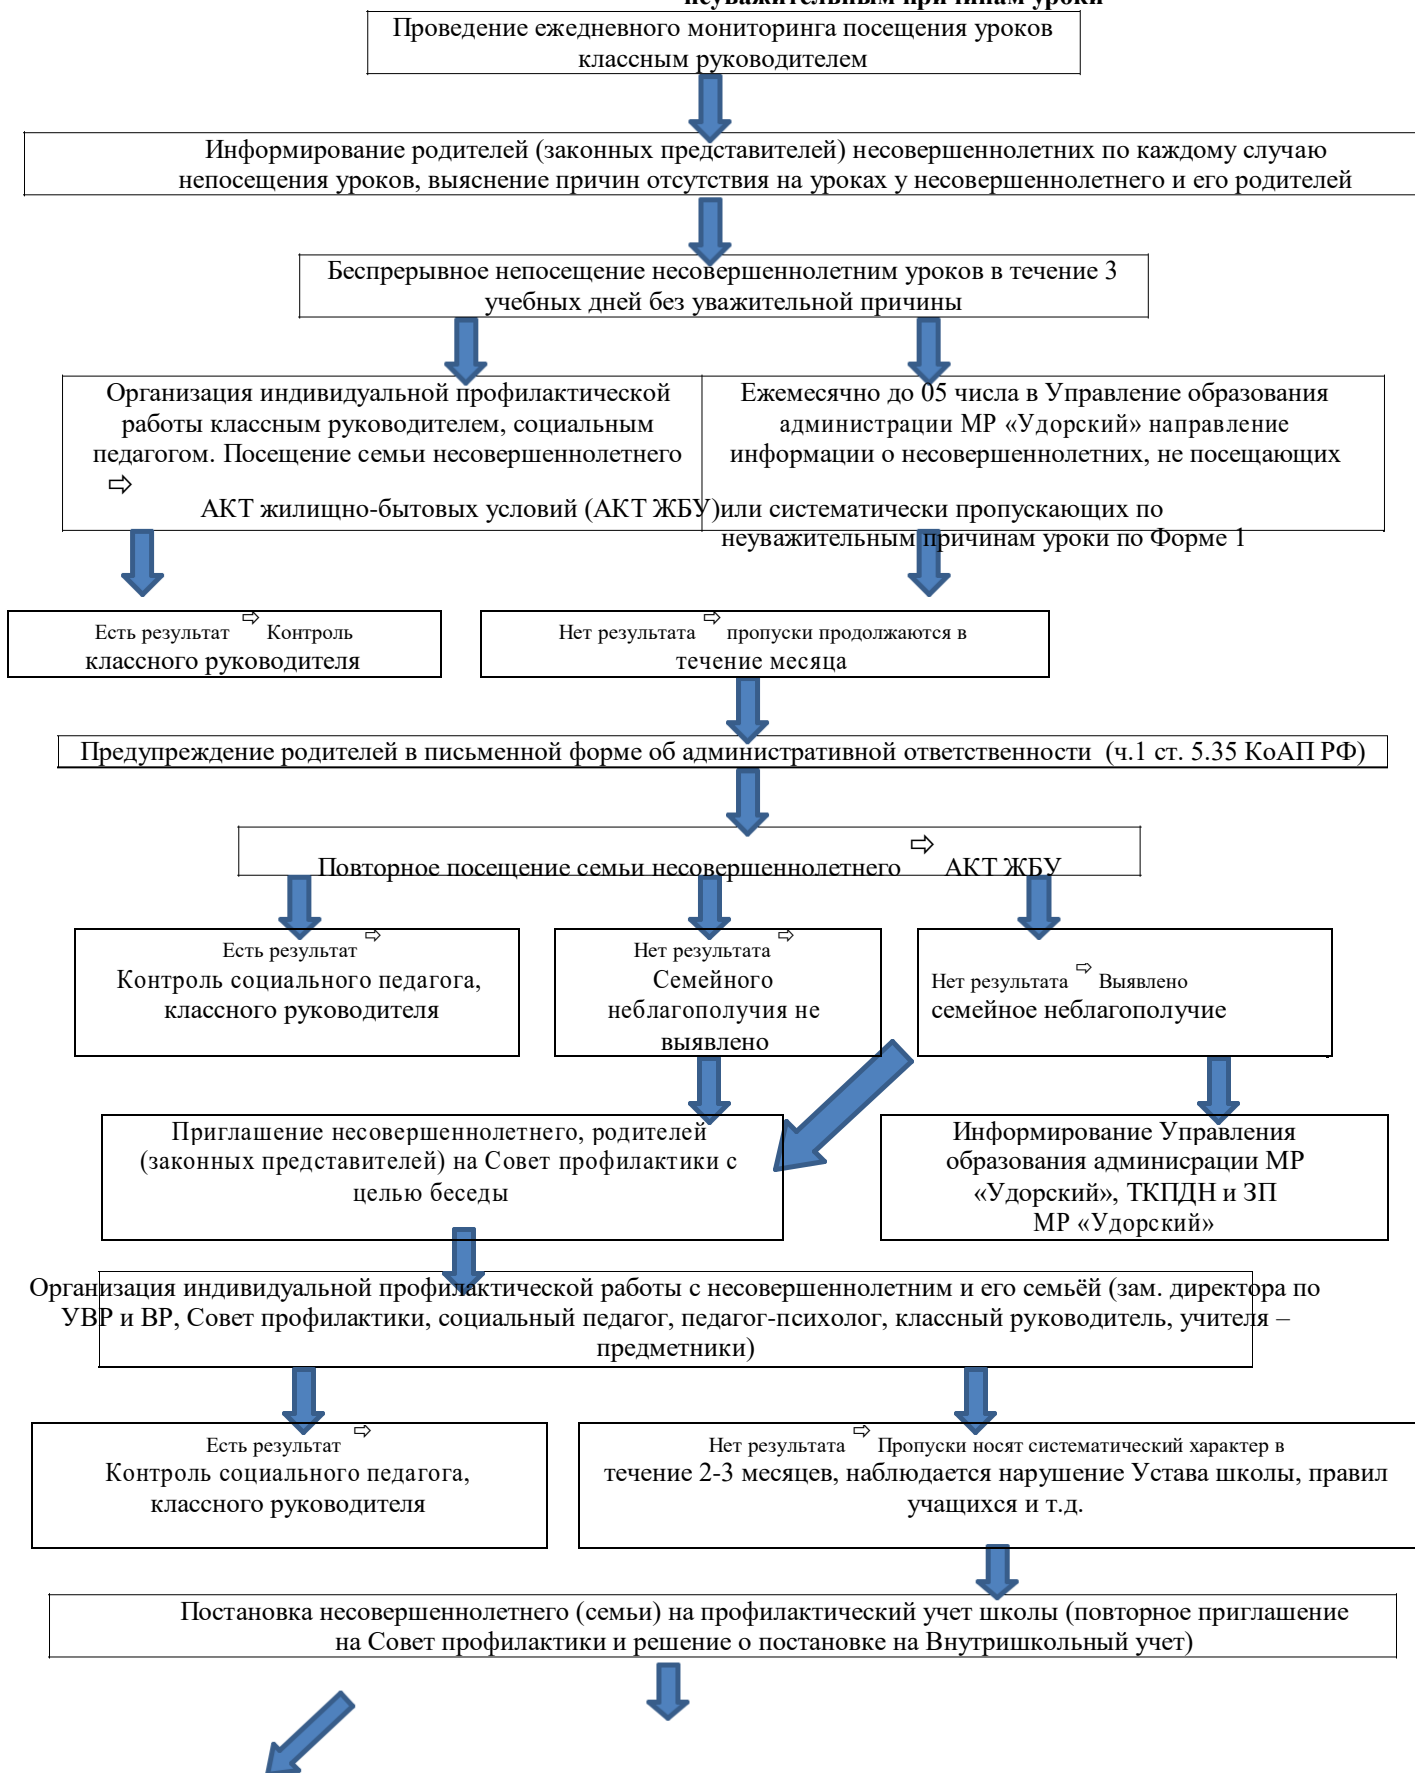 неуважительным причинам уроки
Проведение ежедневного мониторинга посещения уроков
классным руководителем
Информирование родителей (законных представителей) несовершеннолетних по каждому случаю
непосещения уроков, выяснение причин отсутствия на уроках у несовершеннолетнего и его родителей
Беспрерывное непосещение несовершеннолетним уроков в течение 3
учебных дней без уважительной причины
Организация индивидуальной профилактической
работы классным руководителем, социальным
педагогом. Посещение семьи несовершеннолетнего
⇨
АКТ жилищно-бытовых условий (АКТ ЖБУ)
Ежемесячно до 05 числа в Управление образования
администрации МР «Удорский» направление
информации о несовершеннолетних, не посещающих
или систематически пропускающих по
неуважительным причинам уроки по Форме 1
Есть результат ⇨ Контроль
классного руководителя
Нет результата ⇨ пропуски продолжаются в
течение месяца
Предупреждение родителей в письменной форме об административной ответственности (ч.1 ст. 5.35 КоАП РФ)
Повторное посещение семьи несовершеннолетнего ⇨ АКТ ЖБУ
Есть результат ⇨
Контроль социального педагога,
классного руководителя
Нет результата ⇨
Семейного
неблагополучия не
выявлено
Нет результата ⇨ Выявлено
семейное неблагополучие
Приглашение несовершеннолетнего, родителей
(законных представителей) на Совет профилактики с
целью беседы
Информирование Управления
образования админисрации МР
«Удорский», ТКПДН и ЗП
МР «Удорский»
Организация индивидуальной профилактической работы с несовершеннолетним и его семьёй (зам. директора по
УВР и ВР, Совет профилактики, социальный педагог, педагог-психолог, классный руководитель, учителя –
предметники)
Есть результат ⇨
Контроль социального педагога,
классного руководителя
Нет результата ⇨ Пропуски носят систематический характер в
течение 2-3 месяцев, наблюдается нарушение Устава школы, правил
учащихся и т.д.
Постановка несовершеннолетнего (семьи) на профилактический учет школы (повторное приглашение
на Совет профилактики и решение о постановке на Внутришкольный учет)